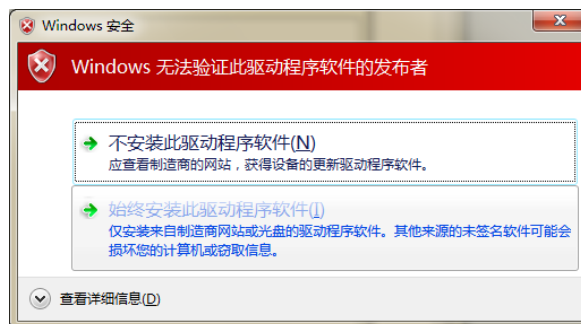 Windows 安全
Windows 无法验证此驱动程序软件的发布者
不安装此驱动程序软件(N)
应查看制造商的网站，获得设备的更新驱动程序软件。
始终安装此驱动程序软件(I)
仅安装来自制造商网站或光盘的驱动程序软件。其他来源的未签名软件可能会
损坏您的计算机或窃取信息。
查看详细信息(D)